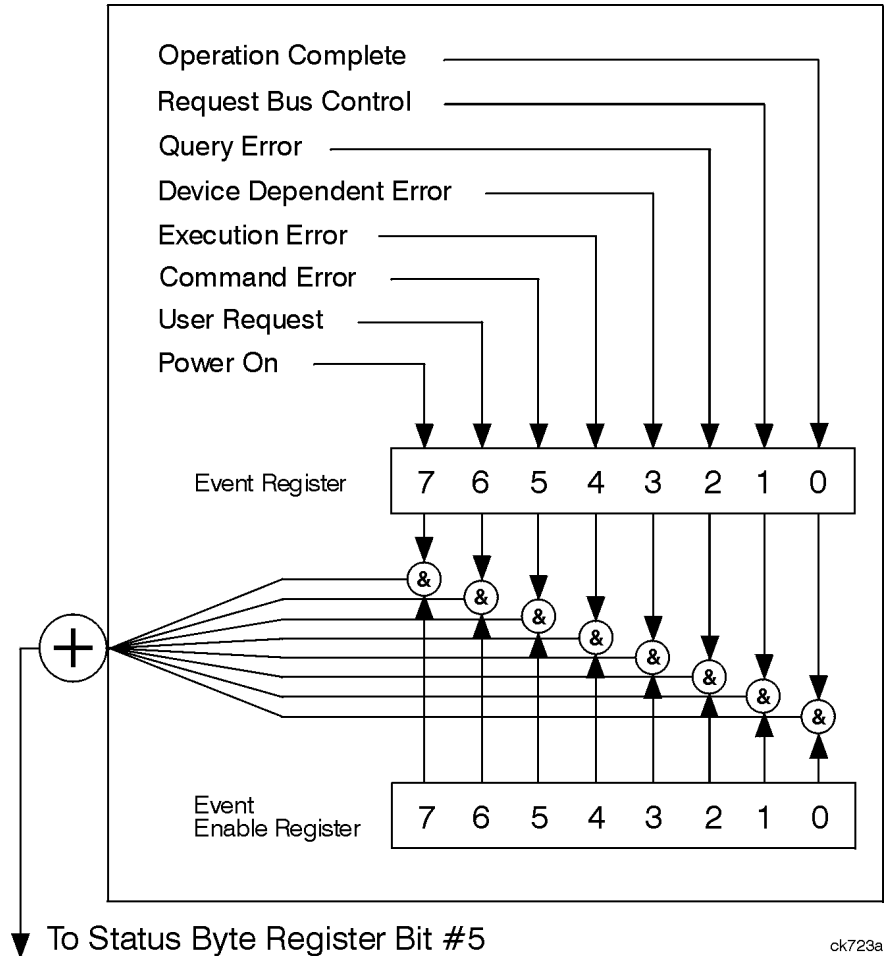 Operation Complete
Request Bus Control
Query Error
Device Dependent Error
Execution Error
Command Error
User Request
Power On
Event Register 7 6 5 4 3 2 1 0
&
&
&
&
&
&
&
&
+
Event
Enable Register 7 6 5 4 3 2 1 0
To Status Byte Register Bit #5
ck723a